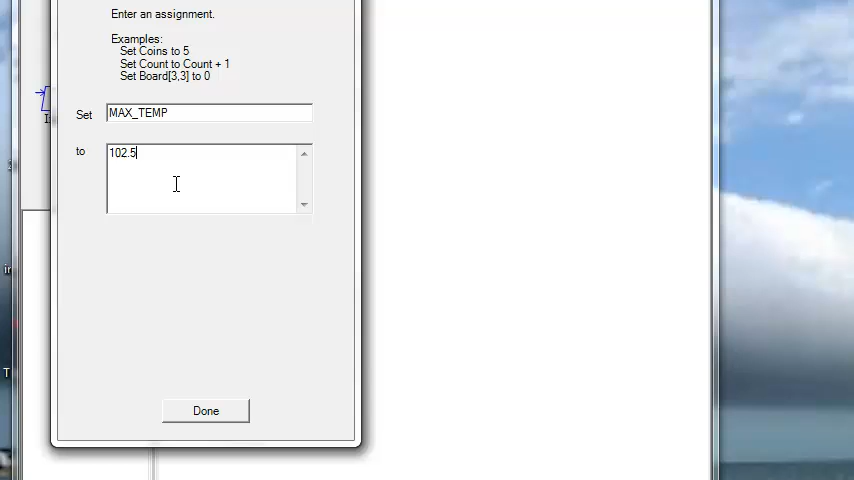 Enter an assignment.
Examples:
Set Coins to 5
Set Count to Count + 1
Set Board[3,3] to 0
Set MAX_TEMP
to 102.5
Done